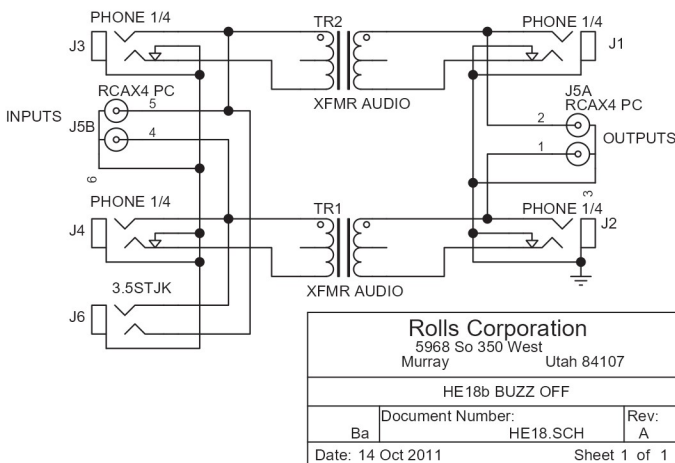 PHONE 1/4
J3
TR2
XFMR AUDIO
PHONE 1/4
J1
INPUTS
RCAX4 PC
J5B
5
4
6
J5A
RCAX4 PC
2
1
OUTPUTS
3
PHONE 1/4
J4
TR1
XFMR AUDIO
PHONE 1/4
J2
3.5STJK
J6
Rolls Corporation
5968 So 350 West
Murray Utah 84107
HE18b BUZZ OFF
Document Number:
Rev:
Ba HE18.SCH A
Date: 14 Oct 2011 Sheet 1 of 1